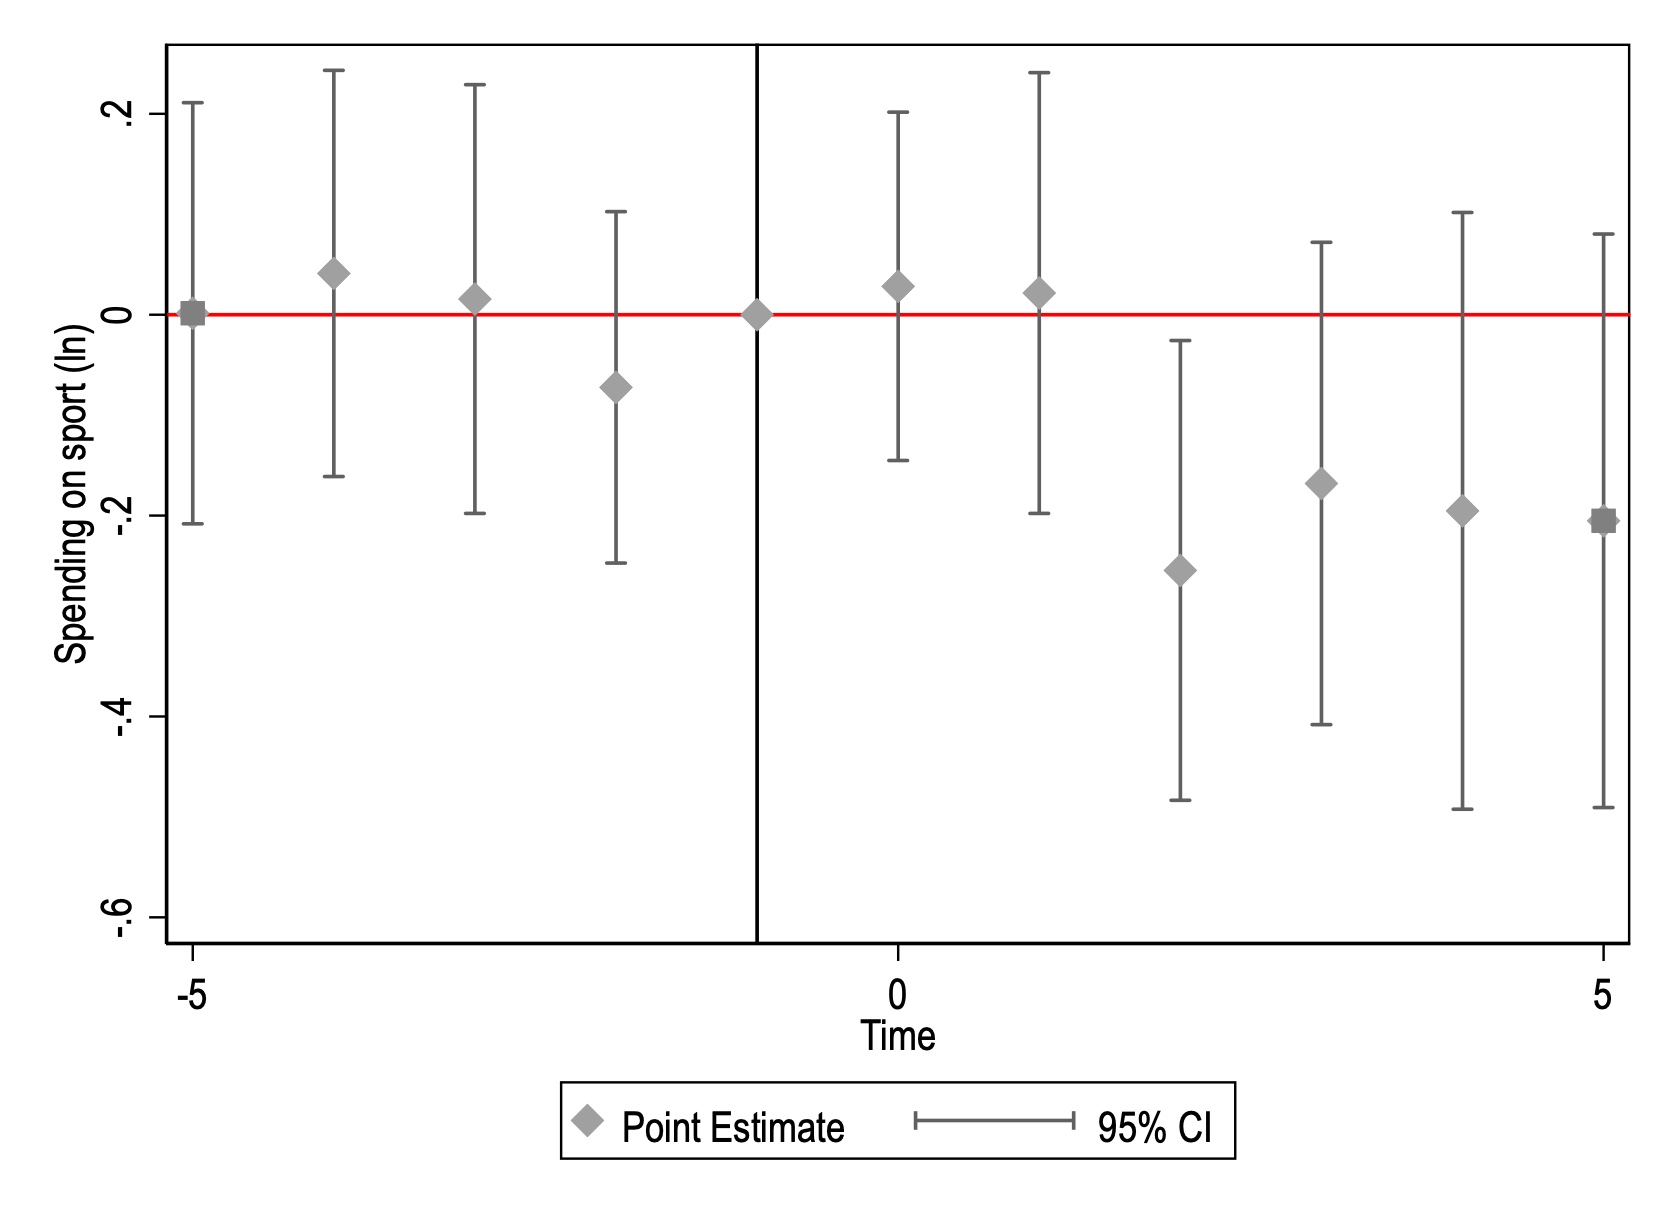 Spending on sport (ln)
.2
0
-.2
-.4
-.6
-5
0
5
Time
Point Estimate
95% CI